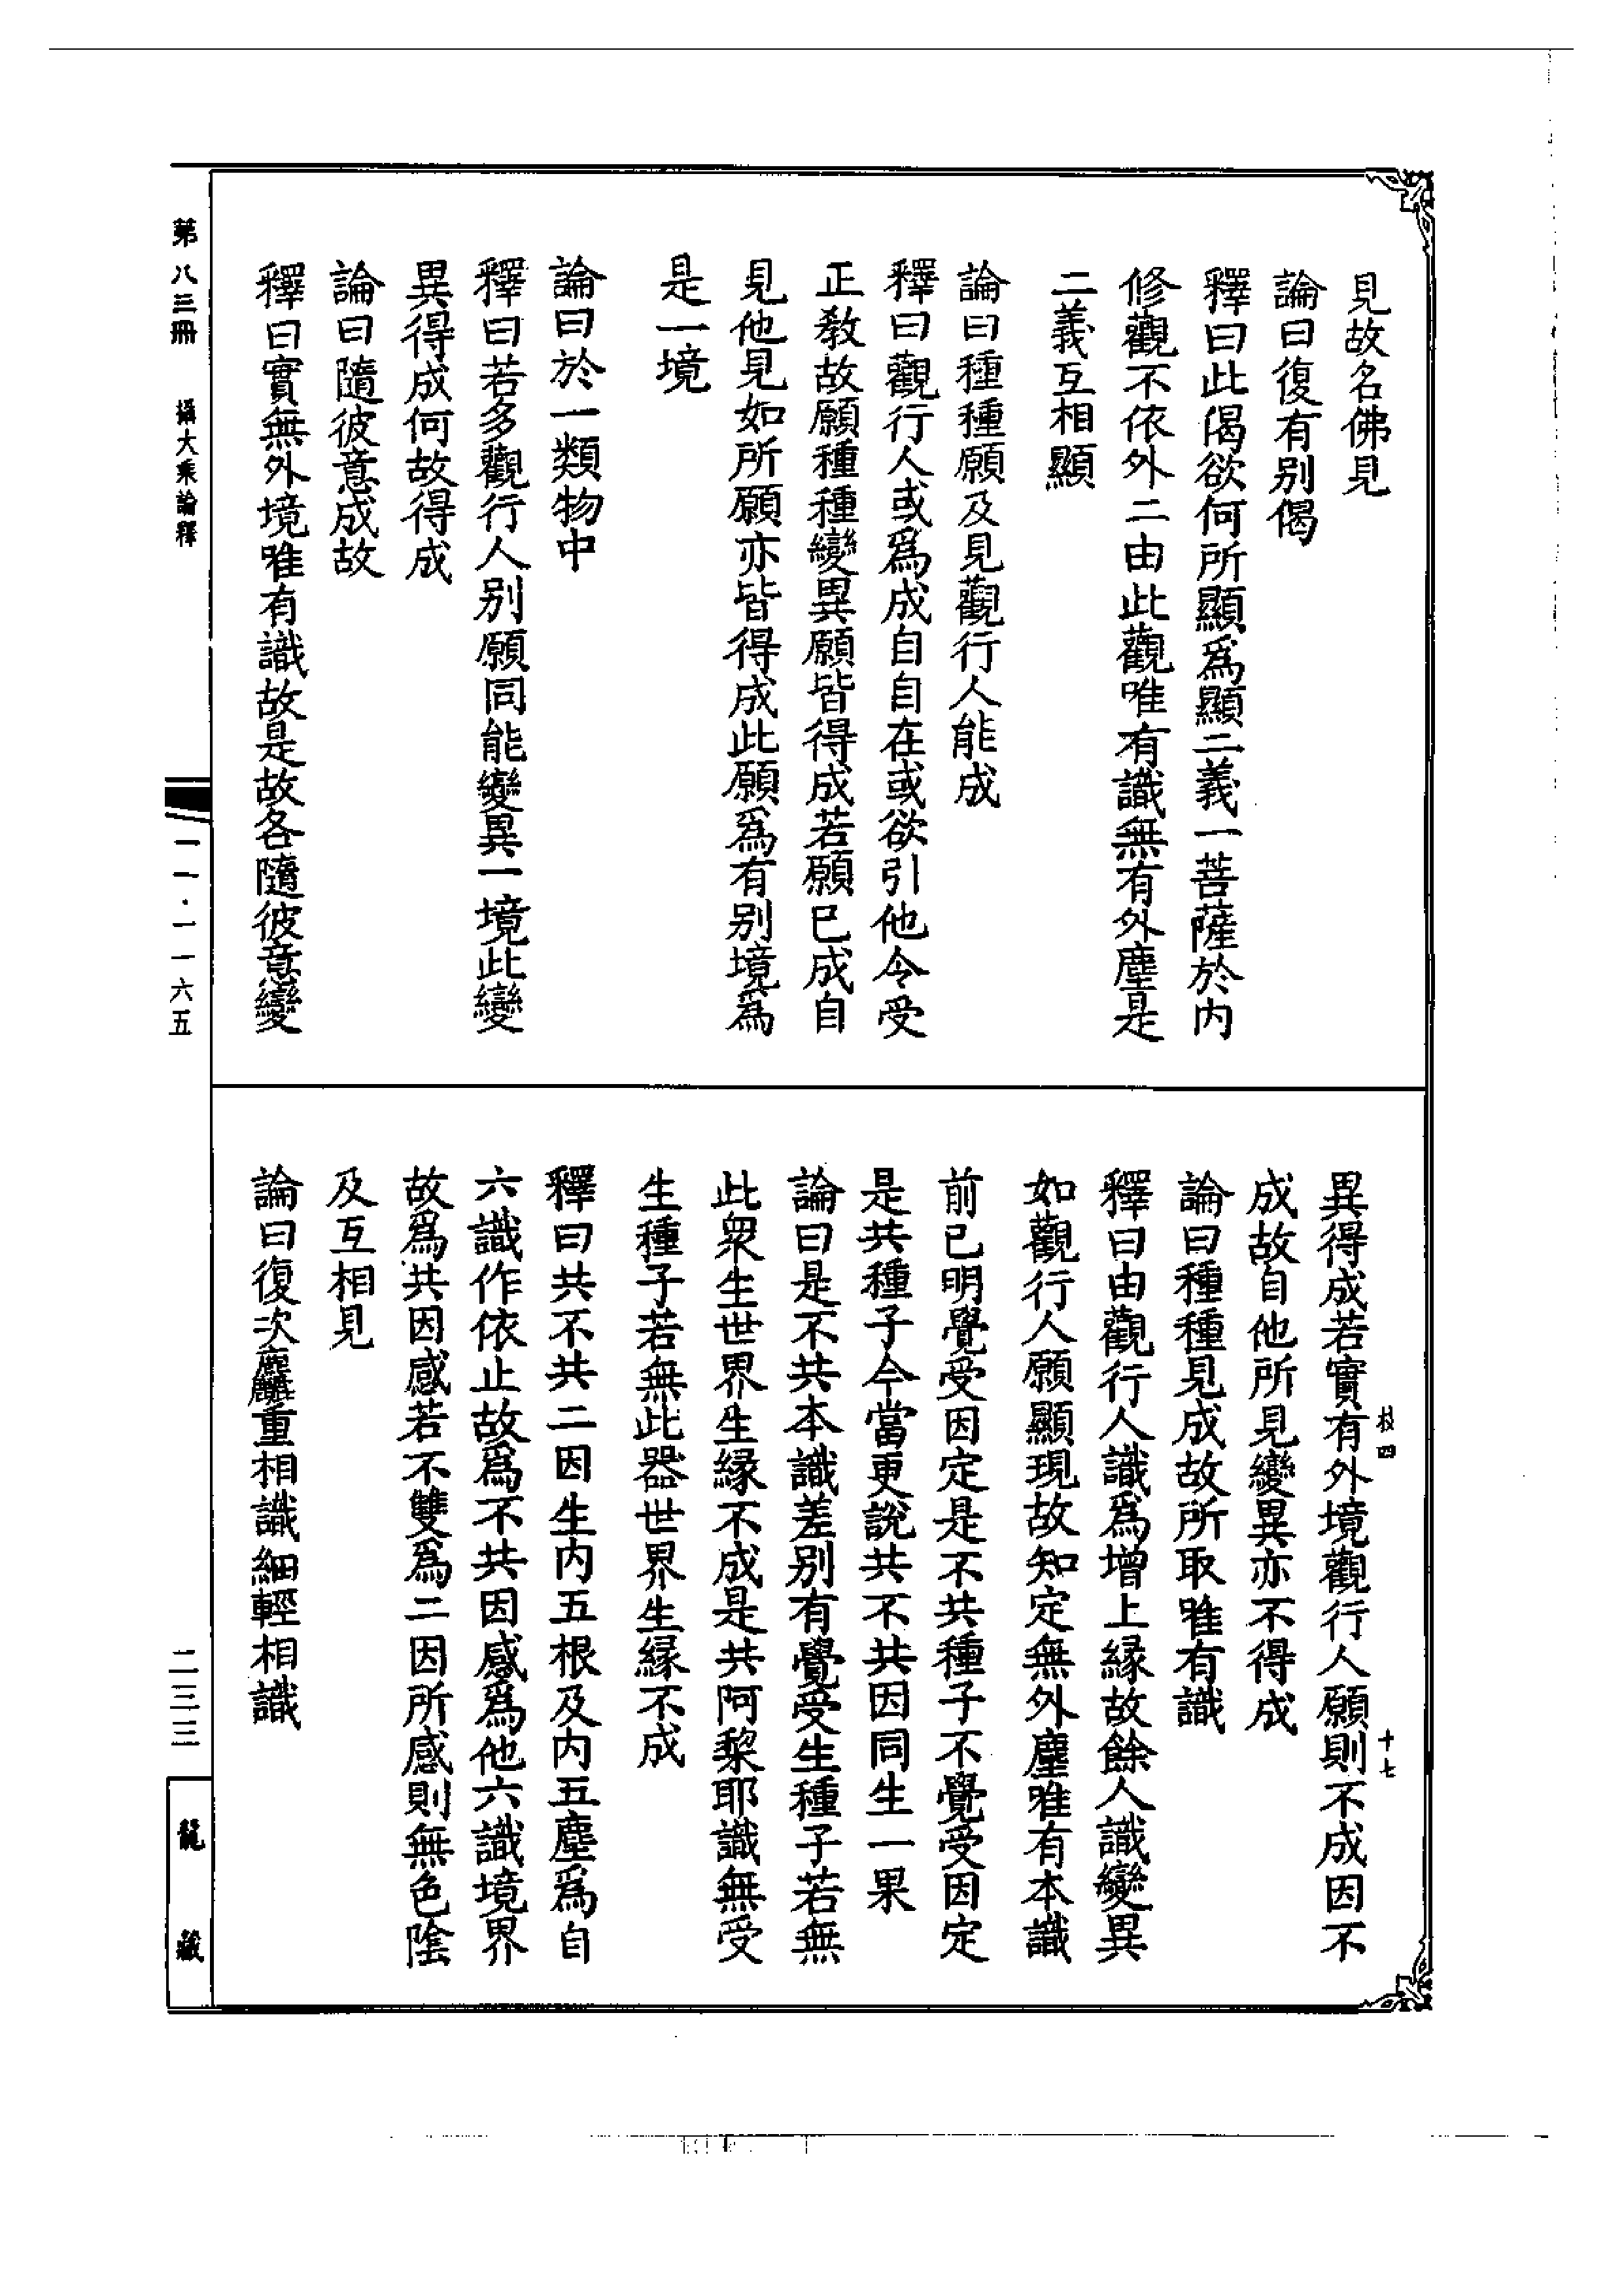 見故名佛見
論曰復有別偈
釋曰此偈欲何所顯爲顯二義一菩薩於内
修觀不依外二由此觀唯有識無有外塵是
二義互相顯
論曰種種願及見觀行人能成
釋曰觀行人或爲成自自在或欲引他令受
正教故願種種變異願皆得成若願已成自
見他見如所願亦皆得成此願爲有別境爲
是一境
論曰於一類物中
釋曰若多觀行人別願同能變異一境此變
異得成何故得成
論曰隨彼意成故
釋曰實無外境唯有識故是故各隨彼意變
異得成若實有外境觀行人願則不成因不
成故自他所見變異亦不得成
論曰種種見成故所取唯有識
釋曰由觀行人識爲增上緣故餘人識變異
如觀行人願顯現故知定無外塵唯有本識
前已明覺受因定是不共種子不覺受因定
是共種子今當更說共不共因同生一果
論曰是不共本識差別有覺受生種子若無
此衆生世界生緣不成是共阿黎耶識無受
生種子若無此器世界生緣不成
釋曰共不共二因生内五根及内五塵爲自
六識作依止故爲不共因感爲他六識境界
故爲共因感若不雙爲二因所感則無色陰
及互相見
論曰復次麤重相識細輕相識
第八三冊 攝大乘論釋
一一·一一六五
二三三
龍藏
十七